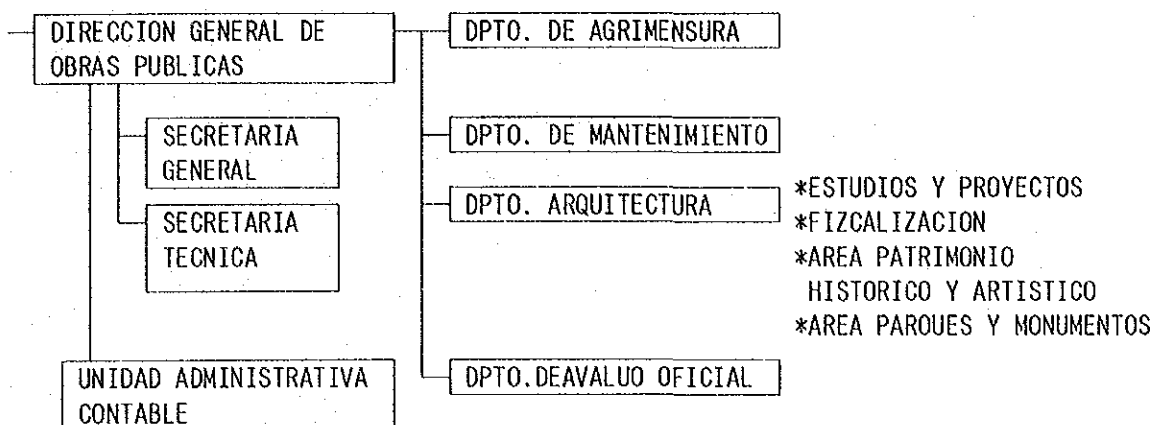 DIRECCION GENERAL DE
OBRAS PUBLICAS
SECRETARIA
GENERAL
SECRETARIA
TECNICA
UNIDAD ADMINISTRATIVA
CONTABLE
DPTO. DE AGRIMENSURA
DPTO. DE MANTENIMIENTO
DPTO. ARQUITECTURA
*ESTUDIOS Y PROYECTOS
*FIZCALIZACION
*AREA PATRIMONIO
HISTORICO Y ARTISTICO
*AREA PARQUES Y MONUMENTOS
DPTO.DEAVALUO OFICIAL